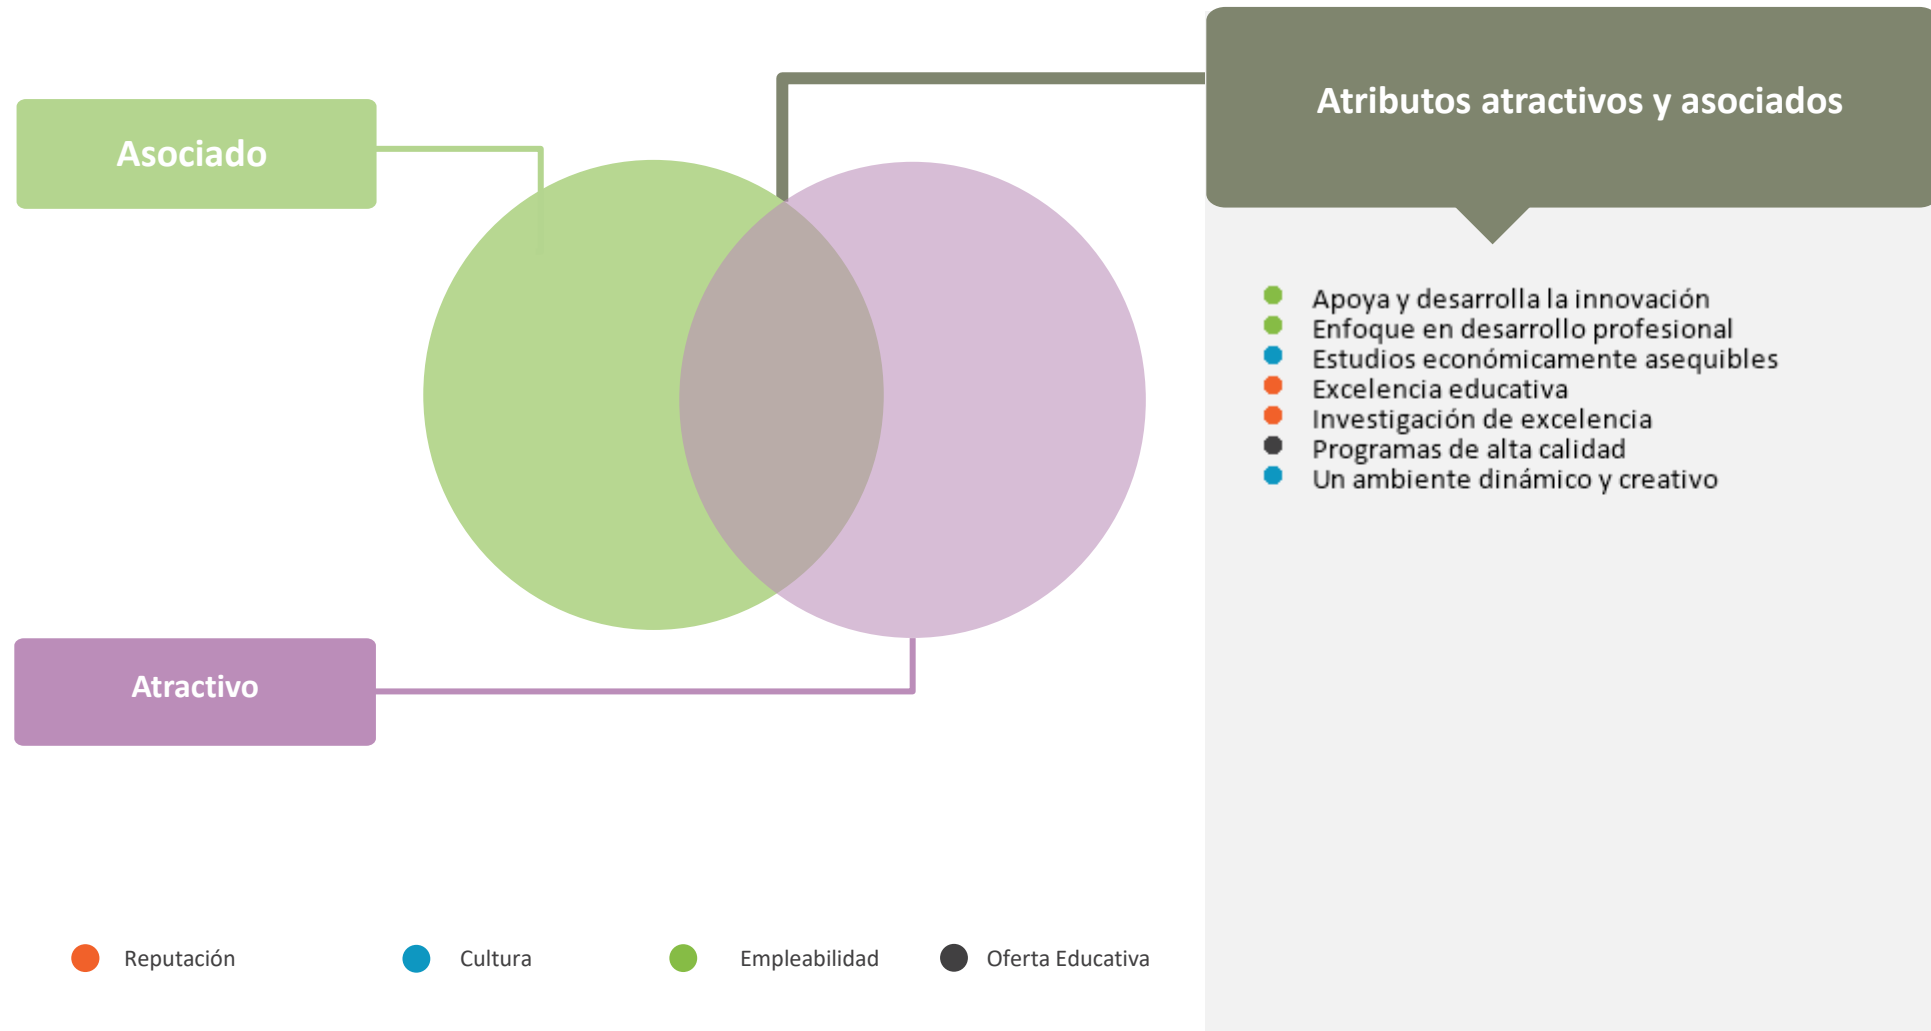 Atributos atractivos y asociados
Asociado
Apoya y desarrolla la innovación
Enfoque en desarrollo profesional
Estudios económicamente asequibles
Excelencia educativa
Investigación de excelencia
Programas de alta calidad
Un ambiente dinámico y creativo
Atractivo
Reputación
Cultura
Empleabilidad
Oferta Educativa